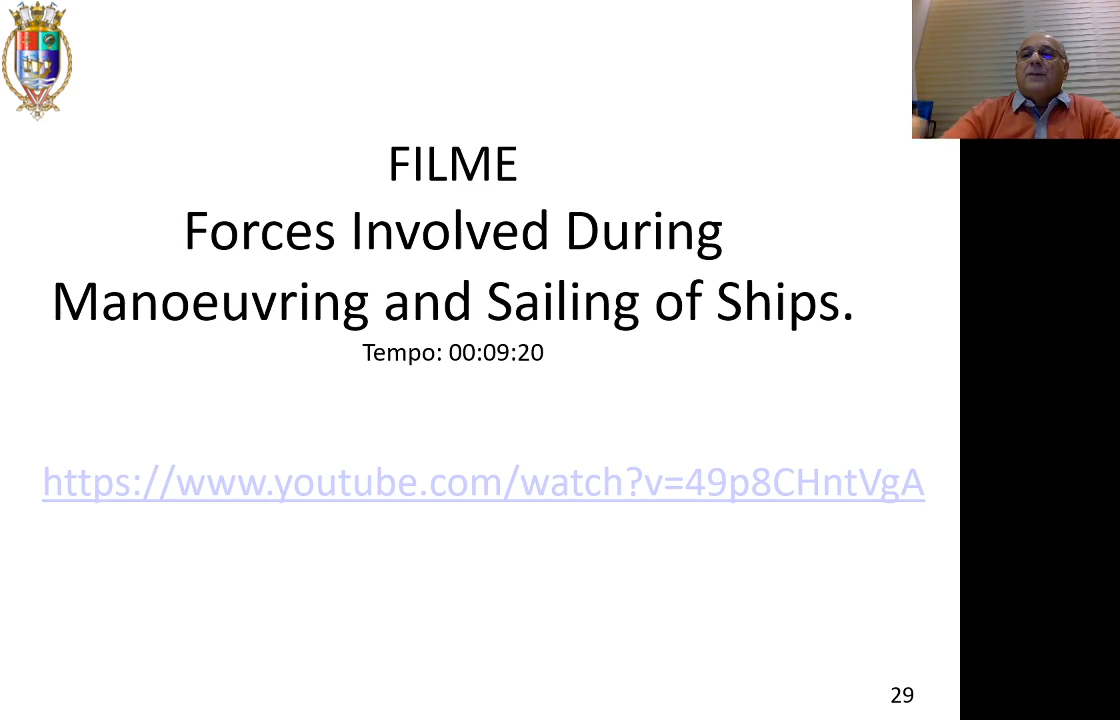 FILME
Forces Involved During
Manoeuvring and Sailing of Ships.
Tempo: 00:09:20
https://www.youtube.com/watch?v=49p8CHntVgA
29